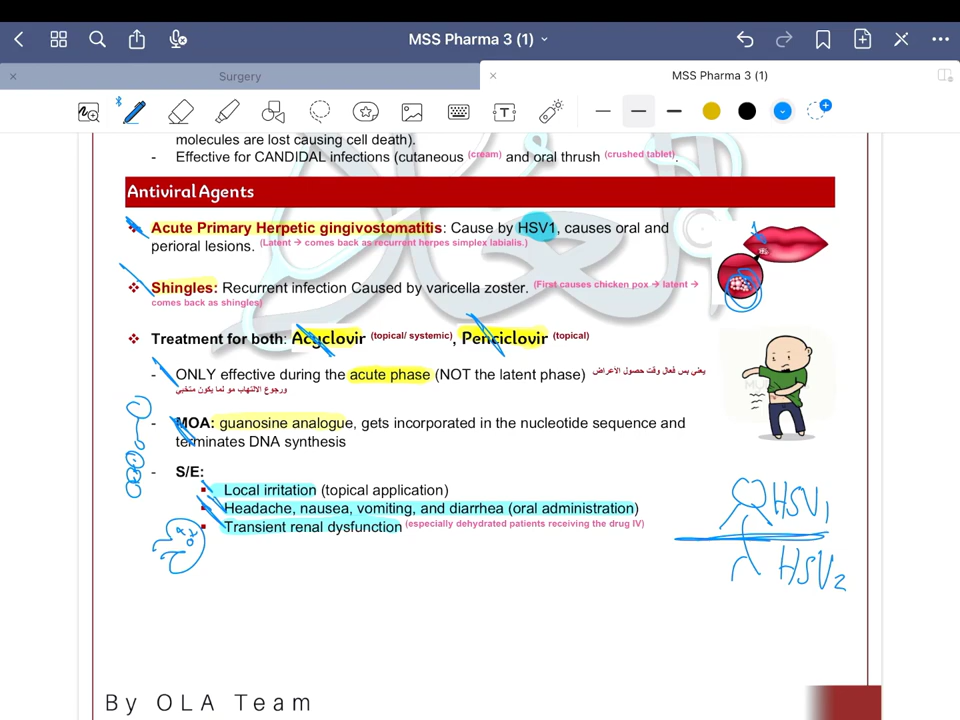 MSS Pharma 3 (1)
Surgery
MSS Pharma 3 (1)
molecules are lost causing cell death).
- Effective for CANDIDAL infections (cutaneous (cream) and oral thrush (crushed tablet).
Antiviral Agents
❖ Acute Primary Herpetic gingivostomatitis: Cause by HSV1, causes oral and
perioral lesions. (Latent → comes back as recurrent herpes simplex labialis.)
❖ Shingles: Recurrent infection Caused by varicella zoster. (First causes chicken pox → latent →
comes back as shingles)
❖ Treatment for both: Acyclovir (topical/ systemic), Penciclovir (topical)
- ONLY effective during the acute phase (NOT the latent phase) يعني بس فعال وقت حصول الأعراض
ورجوع الالتهاب مو لما يكون متخبي
- MOA: guanosine analogue, gets incorporated in the nucleotide sequence and
terminates DNA synthesis
- S/E:
▪ Local irritation (topical application)
▪ Headache, nausea, vomiting, and diarrhea (oral administration)
▪ Transient renal dysfunction (especially dehydrated patients receiving the drug IV)
HSV1
HSV2
By OLA Team